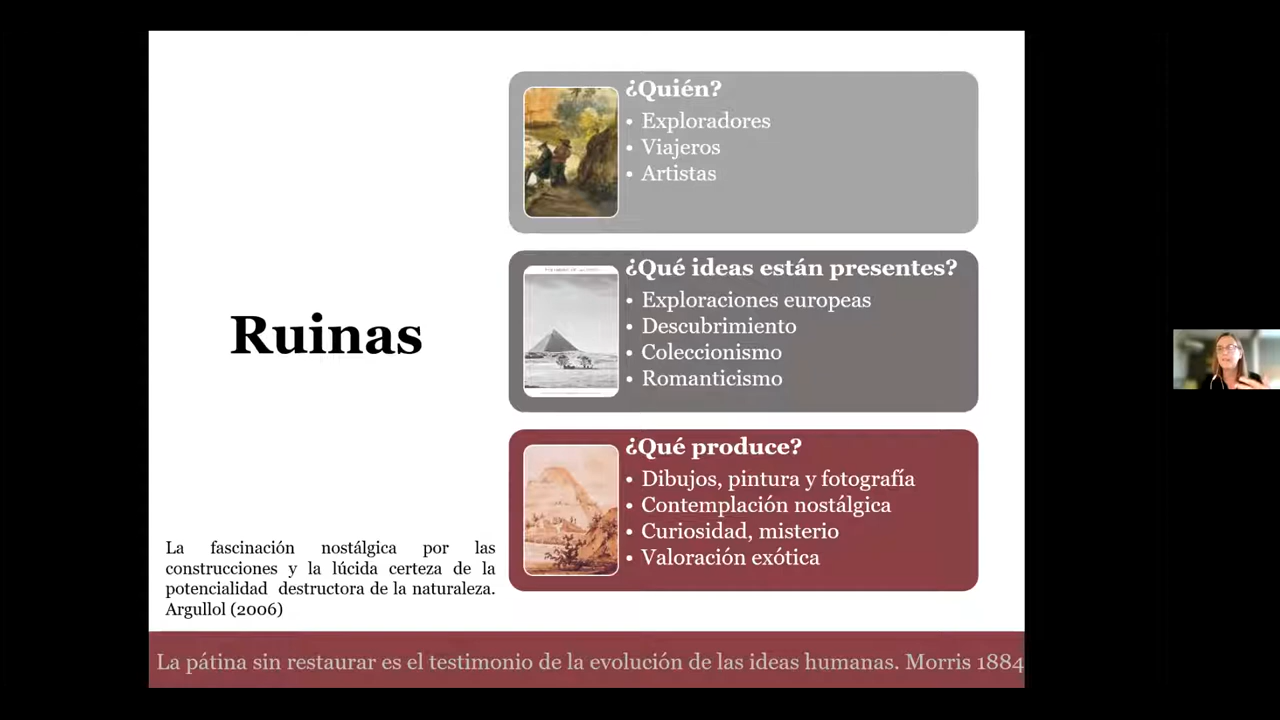 Ruinas
La fascinación nostálgica por las
construcciones y la lúcida certeza de la
potencialidad destructora de la naturaleza.
Argullol (2006)
¿Quién?
• Exploradores
• Viajeros
• Artistas
¿Qué ideas están presentes?
• Exploraciones europeas
• Descubrimiento
• Coleccionismo
• Romanticismo
¿Qué produce?
• Dibujos, pintura y fotografía
• Contemplación nostálgica
• Curiosidad, misterio
• Valoración exótica
La pátina sin restaurar es el testimonio de la evolución de las ideas humanas. Morris 1884